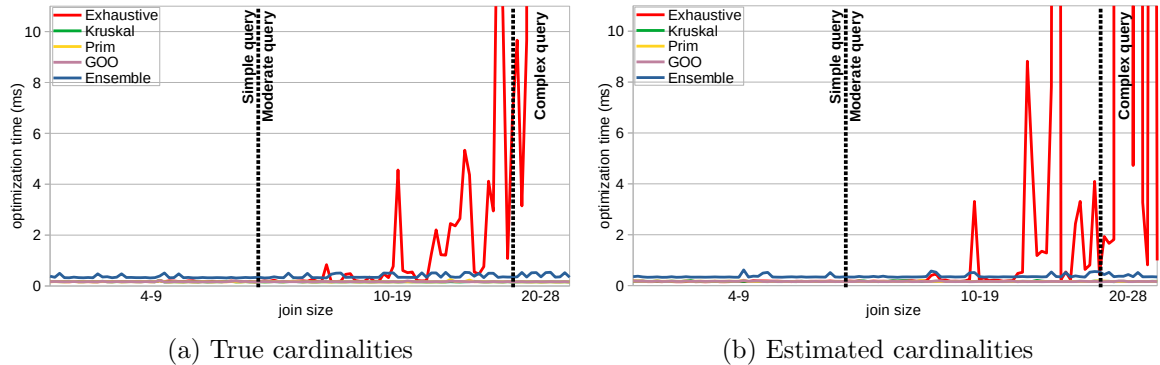 10
8
6
4
2
0
optimization time (ms)
Exhaustive
Kruskal
Prim
GOO
Ensemble
Simple query
Moderate query
Complex query
4-9
10-19
20-28
join size
(a) True cardinalities
10
8
6
4
2
0
optimization time (ms)
Exhaustive
Kruskal
Prim
GOO
Ensemble
Simple query
Moderate query
Complex query
4-9
10-19
20-28
join size
(b) Estimated cardinalities